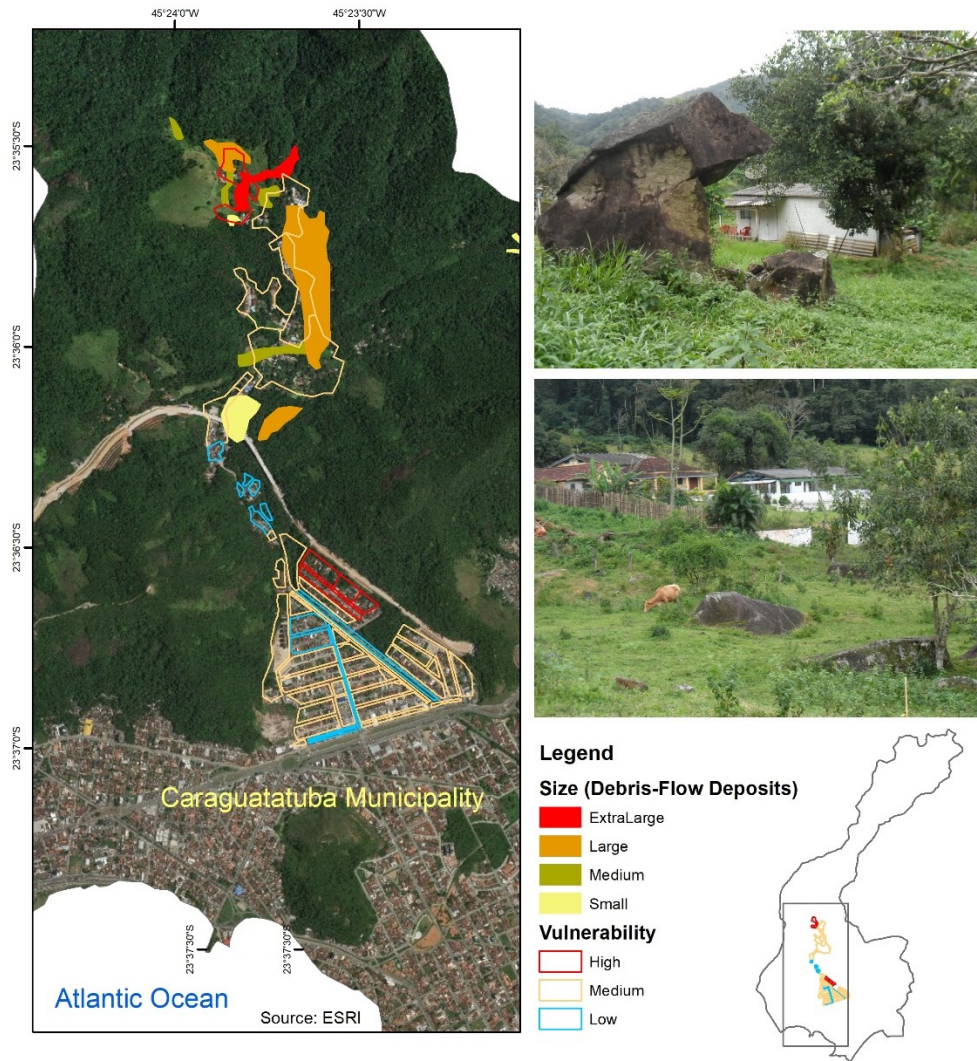 45°24'0"W
45°23'30"W
23°35'30"S
23°36'0"S
23°36'30"S
23°37'0"S
23°37'30"S
23°37'30"S
Caraguatatuba Municipality
Atlantic Ocean
Source: ESRI
Legend
Size (Debris-Flow Deposits)
ExtraLarge
Large
Medium
Small
Vulnerability
High
Medium
Low